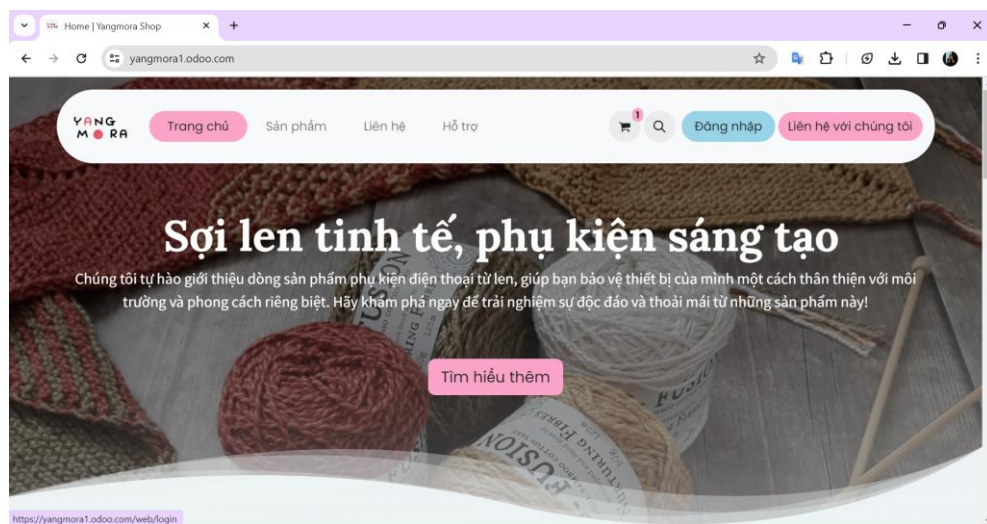 Home | Yangmora Shop
yangmora1.odoo.com
YANG
MORA
Trang chủ
Sản phẩm
Liên hệ
Hỗ trợ
1
Đăng nhập
Liên hệ với chúng tôi
Sợi len tinh tế, phụ kiện sáng tạo
Chúng tôi tự hào giới thiệu dòng sản phẩm phụ kiện điện thoại từ len, giúp bạn bảo vệ thiết bị của mình một cách thân thiện với môi
trường và phong cách riêng biệt. Hãy khám phá ngay để trải nghiệm sự độc đáo và thoải mái từ những sản phẩm này!
Tìm hiểu thêm
FUSION
NURTURING FIBRES
https://yangmora1.odoo.com/web/login